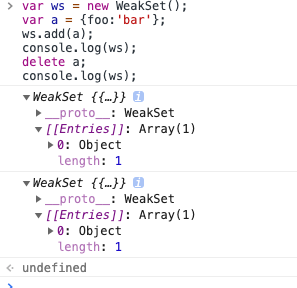 > var ws = new WeakSet();
var a = {foo:'bar'};
ws.add(a);
console.log(ws);
delete a;
console.log(ws);
▼WeakSet {{…}} i
▶__proto__: WeakSet
▼[[Entries]]: Array(1)
▶0: Object
length: 1
▼WeakSet {{…}} i
▶__proto__: WeakSet
▼[[Entries]]: Array(1)
▶0: Object
length: 1
undefined